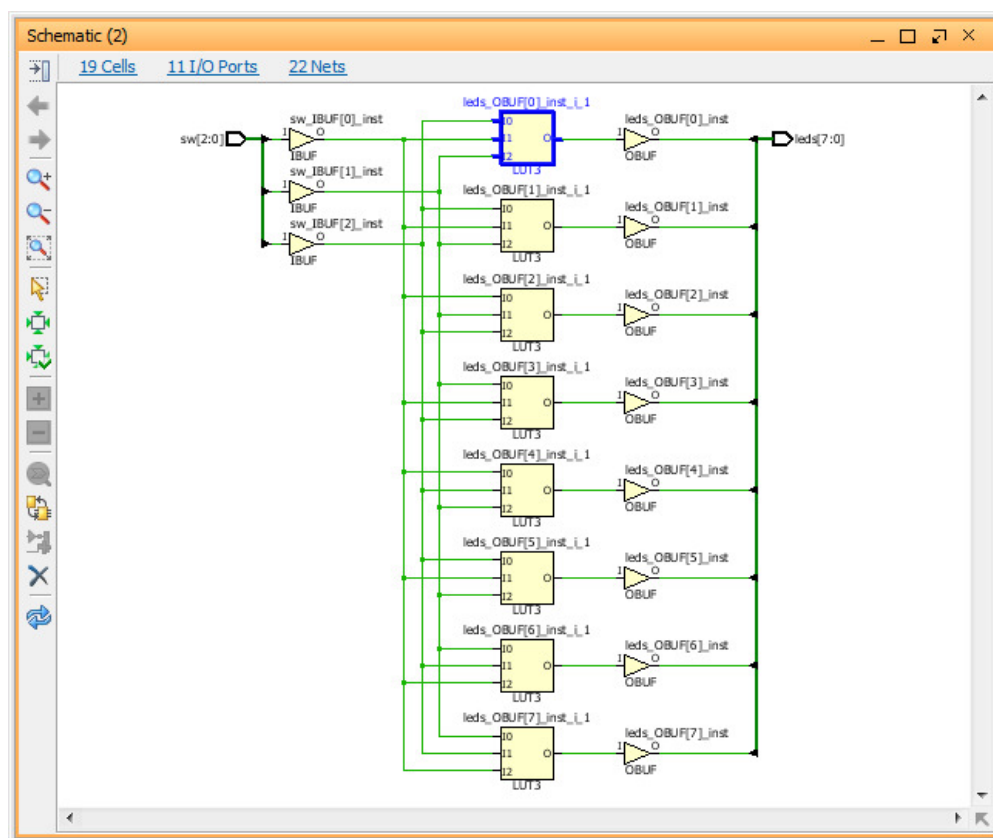 Schematic (2)
19 Cells 11 I/O Ports 22 Nets
leds_OBUF[0]_inst_i_1
sw[2:0]
sw_IBUF[0]_inst
I
O
IBUF
sw_IBUF[1]_inst
I
O
IBUF
sw_IBUF[2]_inst
I
O
IBUF
I0
I1
I2
O
LUT3
leds_OBUF[0]_inst
I
O
OBUF
leds[7:0]
leds_OBUF[1]_inst_i_1
I0
I1
I2
O
LUT3
leds_OBUF[1]_inst
I
O
OBUF
leds_OBUF[2]_inst_i_1
I0
I1
I2
O
LUT3
leds_OBUF[2]_inst
I
O
OBUF
leds_OBUF[3]_inst_i_1
I0
I1
I2
O
LUT3
leds_OBUF[3]_inst
I
O
OBUF
leds_OBUF[4]_inst_i_1
I0
I1
I2
O
LUT3
leds_OBUF[4]_inst
I
O
OBUF
leds_OBUF[5]_inst_i_1
I0
I1
I2
O
LUT3
leds_OBUF[5]_inst
I
O
OBUF
leds_OBUF[6]_inst_i_1
I0
I1
I2
O
LUT3
leds_OBUF[6]_inst
I
O
OBUF
leds_OBUF[7]_inst_i_1
I0
I1
I2
O
LUT3
leds_OBUF[7]_inst
I
O
OBUF